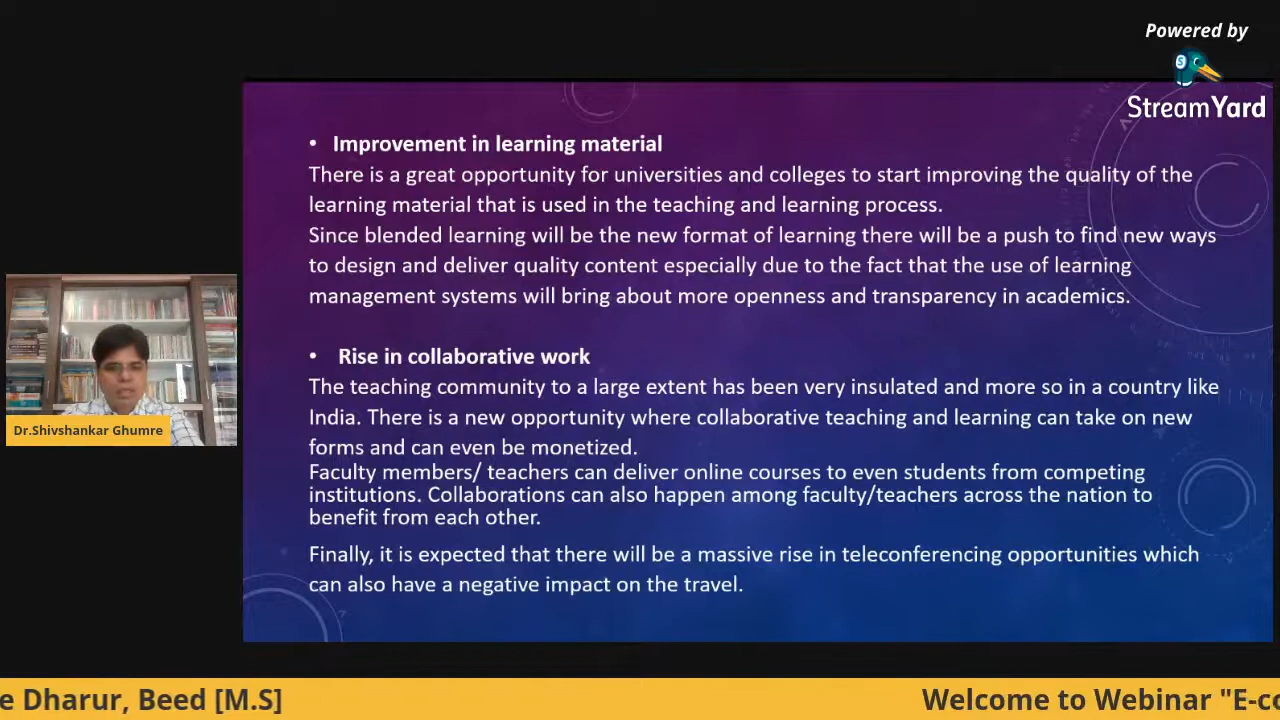 Powered by
StreamYard
• Improvement in learning material
There is a great opportunity for universities and colleges to start improving the quality of the
learning material that is used in the teaching and learning process.
Since blended learning will be the new format of learning there will be a push to find new ways
to design and deliver quality content especially due to the fact that the use of learning
management systems will bring about more openness and transparency in academics.
• Rise in collaborative work
The teaching community to a large extent has been very insulated and more so in a country like
India. There is a new opportunity where collaborative teaching and learning can take on new
forms and can even be monetized.
Faculty members/ teachers can deliver online courses to even students from competing
institutions. Collaborations can also happen among faculty/teachers across the nation to
benefit from each other.
Finally, it is expected that there will be a massive rise in teleconferencing opportunities which
can also have a negative impact on the travel.
Dr.Shivshankar Ghumre
e Dharur, Beed [M.S] Welcome to Webinar "E-co